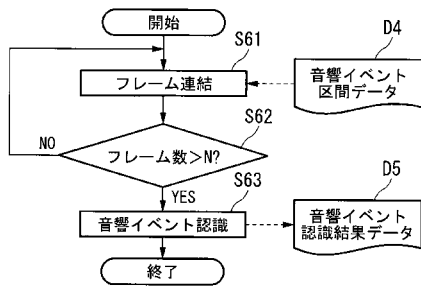 開始
S61
D4
フレーム連結
音響イベント
区間データ
S62
NO
フレーム数>N?
YES
S63
D5
音響イベント認識
音響イベント
認識結果データ
終了